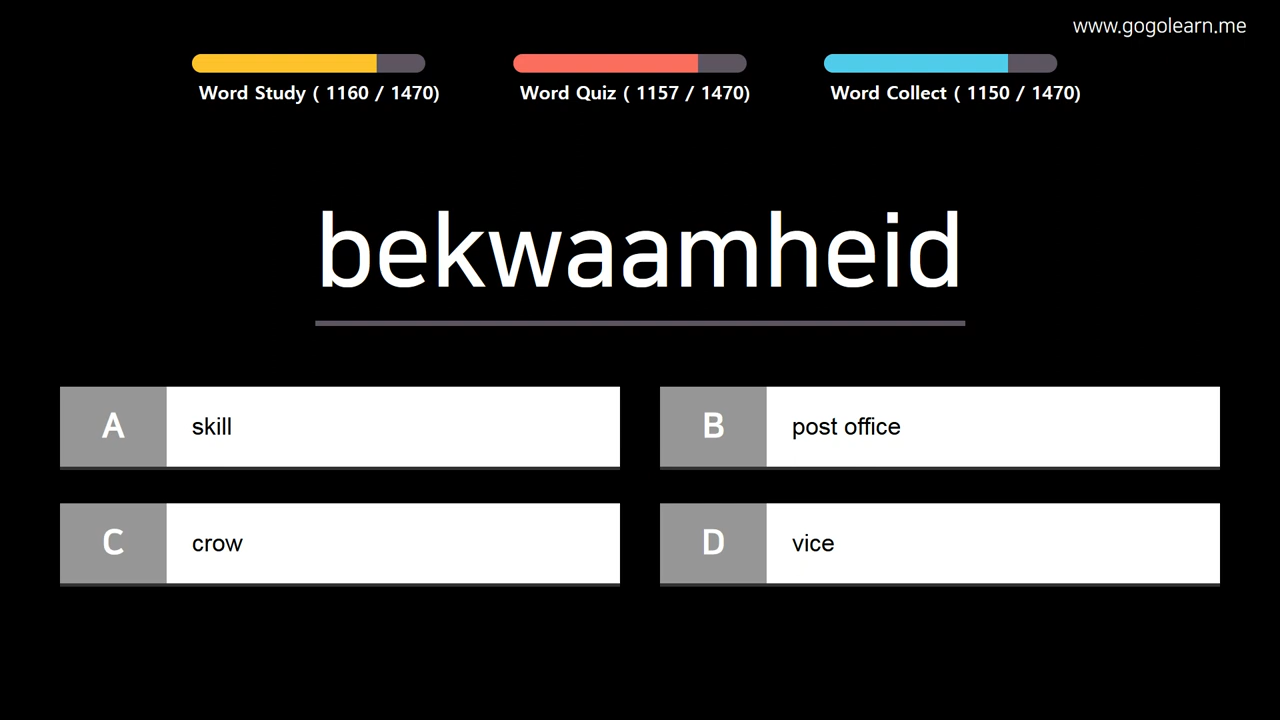 www.gogolearn.me
Word Study ( 1160 / 1470)
Word Quiz ( 1157 / 1470)
Word Collect ( 1150 / 1470)
bekwaamheid
A skill
B post office
C crow
D vice